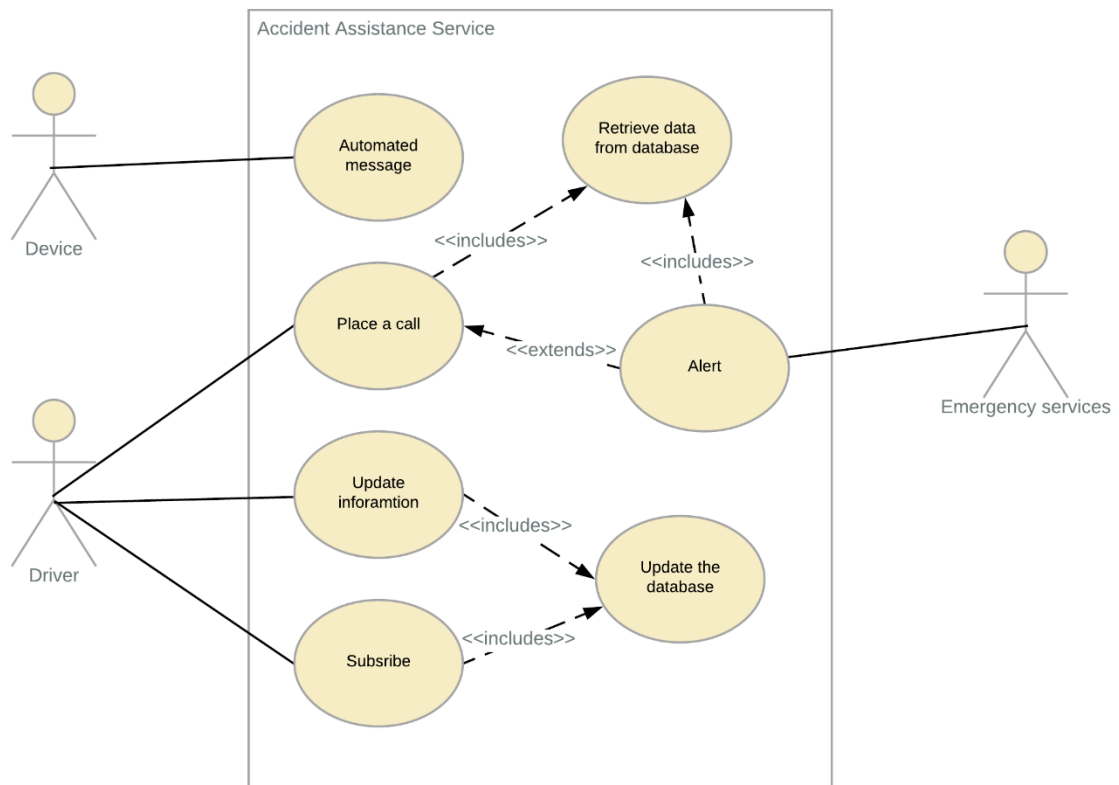 Accident Assistance Service
Automated
message
Retrieve data
from database
Device
<<includes>>
<<includes>>
Place a call
<<extends>>
Alert
Emergency services
Update
inforamtion
<<includes>>
Driver
Update the
database
<<includes>>
Subsribe